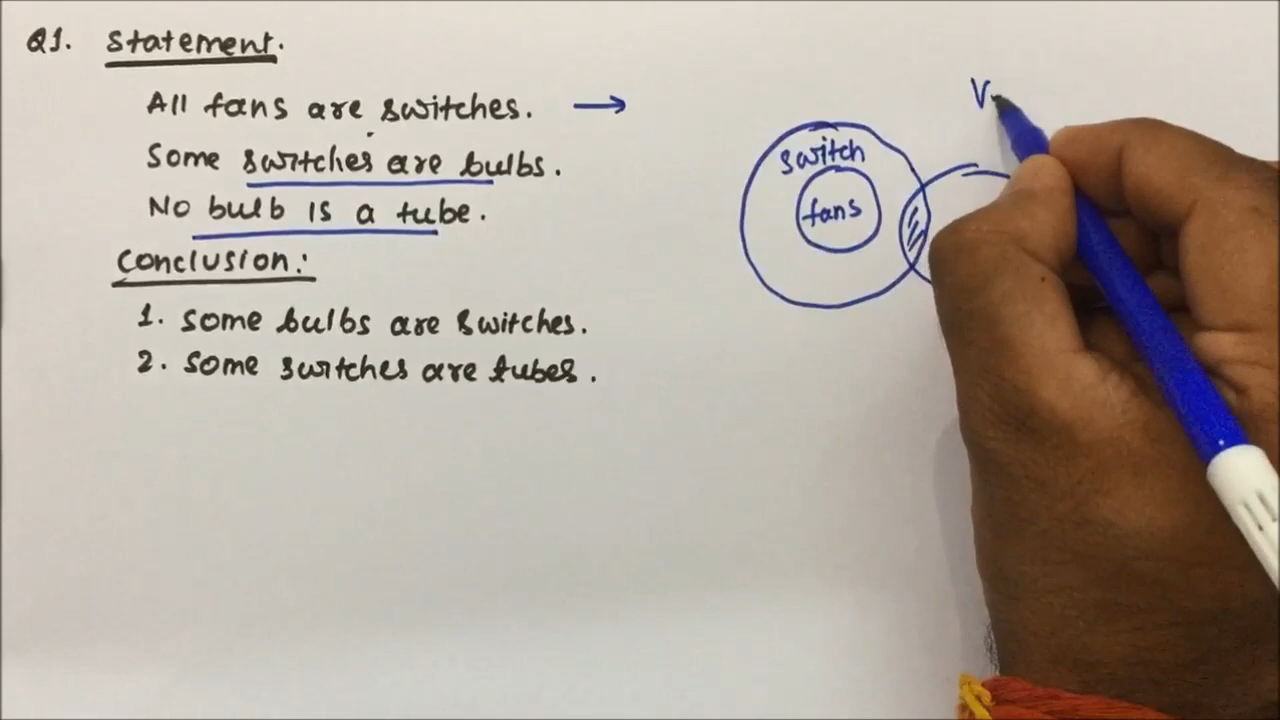 Q1. Statement.
All fans are switches. →
Some switches are bulbs.
No bulb is a tube.
Conclusion:
1. Some bulbs are switches.
2. Some switches are tubes.
switch
fans
V